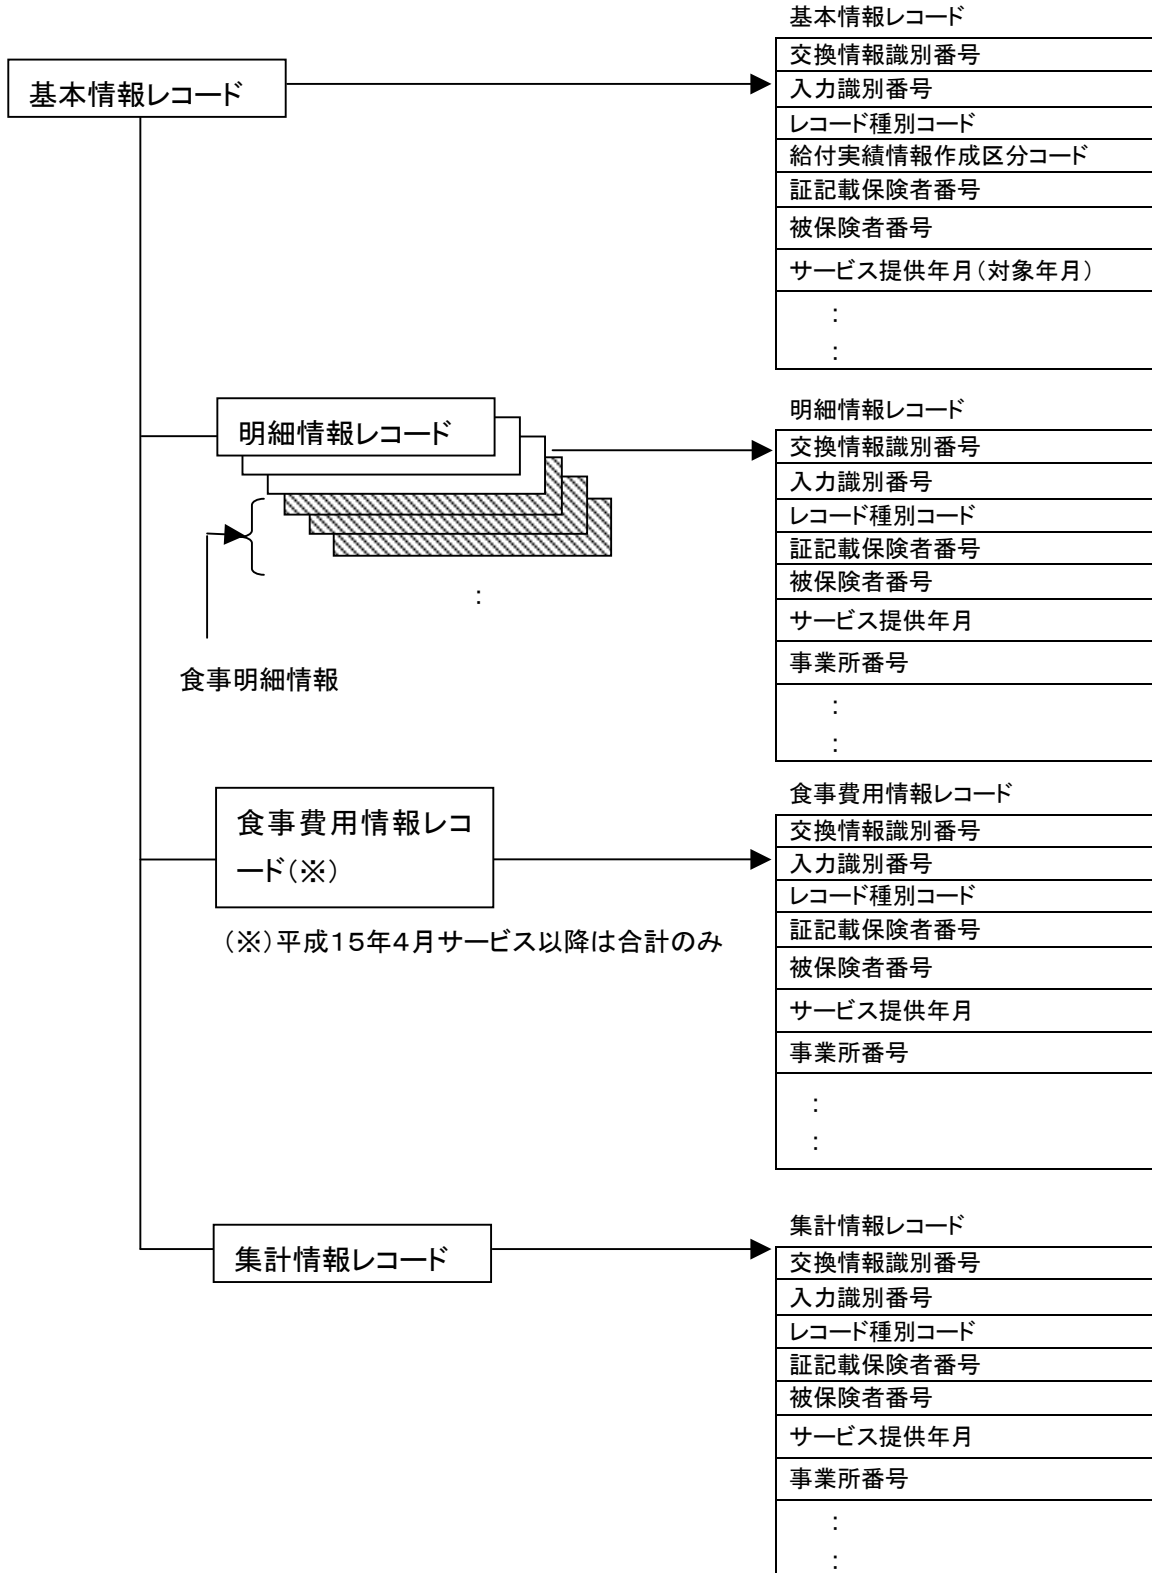 基本情報レコード
基本情報レコード
交換情報識別番号
入力識別番号
レコード種別コード
給付実績情報作成区分コード
証記載保険者番号
被保険者番号
サービス提供年月（対象年月）
：
：
明細情報レコード
食事明細情報
：
明細情報レコード
交換情報識別番号
入力識別番号
レコード種別コード
証記載保険者番号
被保険者番号
サービス提供年月
事業所番号
：
：
食事費用情報レコ
ード（※）
（※）平成１５年４月サービス以降は合計のみ
食事費用情報レコード
交換情報識別番号
入力識別番号
レコード種別コード
証記載保険者番号
被保険者番号
サービス提供年月
事業所番号
：
：
集計情報レコード
集計情報レコード
交換情報識別番号
入力識別番号
レコード種別コード
証記載保険者番号
被保険者番号
サービス提供年月
事業所番号
：
：